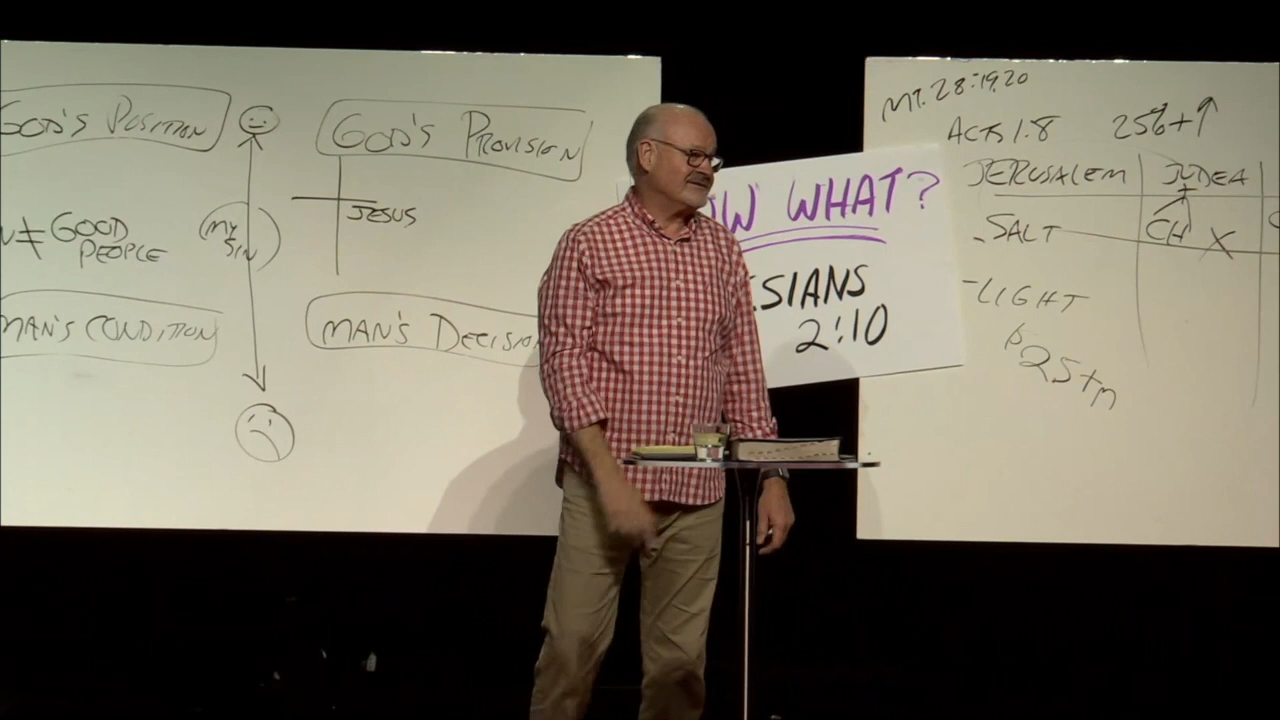 GOD'S POSITION
≠ GOOD
PEOPLE
(MY
SIN)
MAN'S CONDITION
GOD'S PROVISION
JESUS
MAN'S DECISION
WHAT?
SIANS
2:10
MT. 28:19,20
ACTS 1:8 25%+↑
JERUSALEM JUDEA
- SALT CH X
- LIGHT